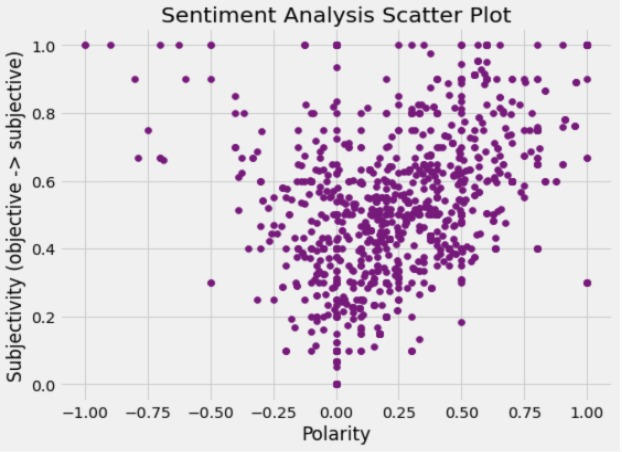 Sentiment Analysis Scatter Plot
Subjectivity (objective -> subjective)
1.0
0.8
0.6
0.4
0.2
0.0
−1.00 −0.75 −0.50 −0.25 0.00 0.25 0.50 0.75 1.00
Polarity